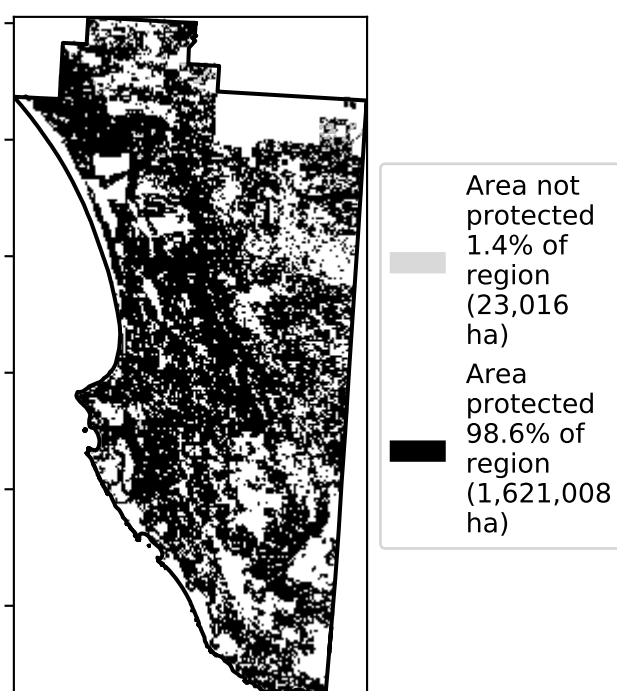 Area not
protected
1.4% of
region
(23,016
ha)
Area
protected
98.6% of
region
(1,621,008
ha)